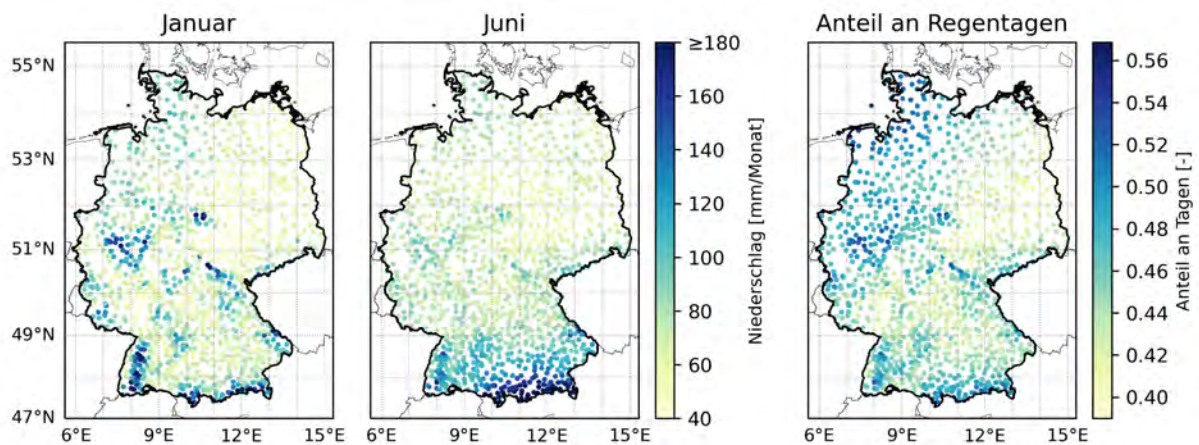 Januar
Juni
Anteil an Regentagen
55°N
53°N
51°N
49°N
47°N
6°E 9°E 12°E 15°E
6°E 9°E 12°E 15°E
≥180
160
140
120
100
80
60
40
Niederschlag [mm/Monat]
6°E 9°E 12°E 15°E
0.56
0.54
0.52
0.50
0.48
0.46
0.44
0.42
0.40
Anteil an Tagen [-]